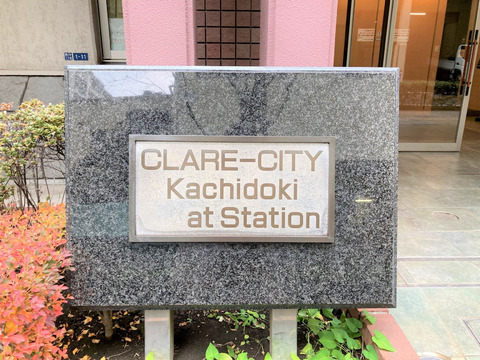 CLARE-CITY
Kachidoki
at Station